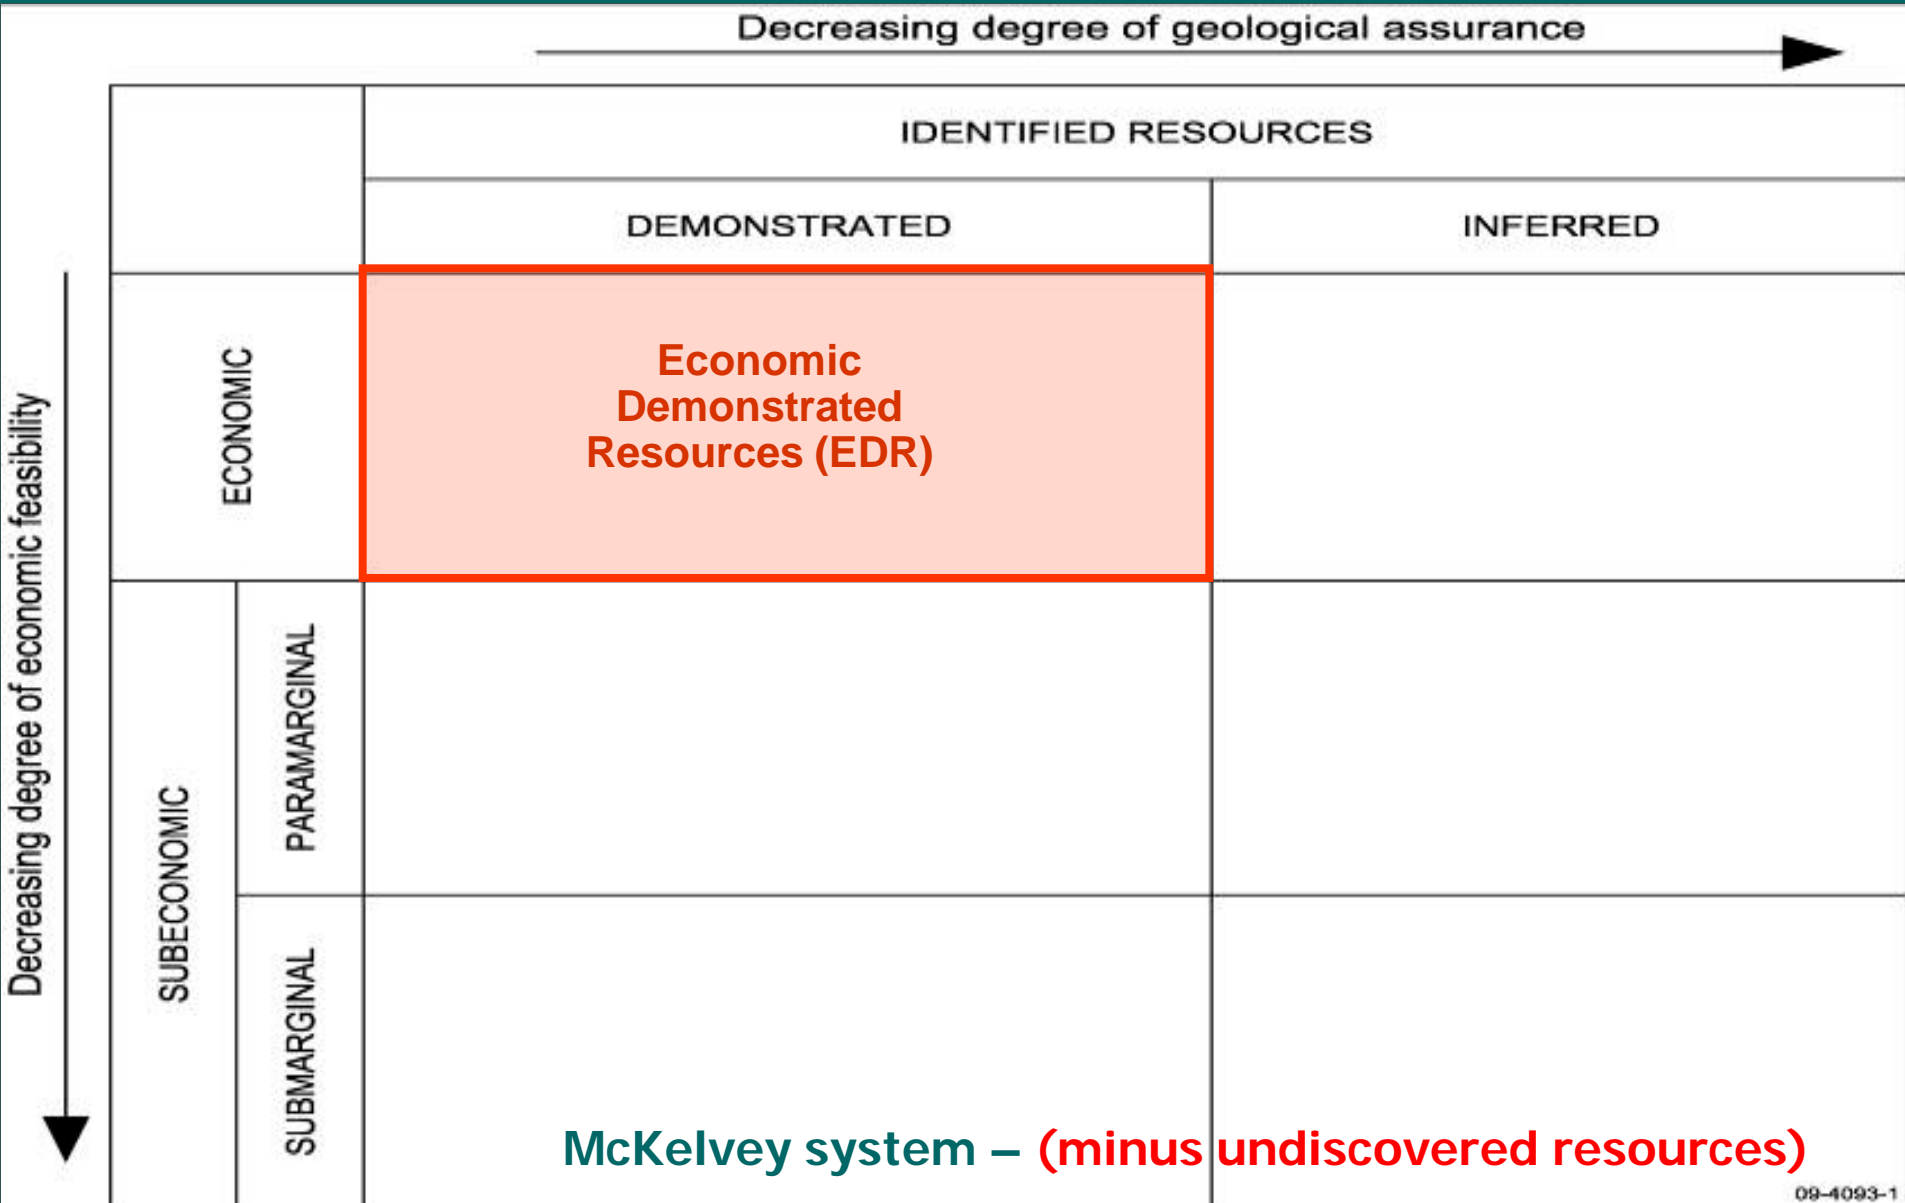 Decreasing degree of geological assurance
IDENTIFIED RESOURCES
DEMONSTRATED
INFERRED
Decreasing degree of economic feasibility
ECONOMIC
Economic
Demonstrated
Resources (EDR)
SUBECONOMIC
PARAMARGINAL
SUBMARGINAL
McKelvey system – (minus undiscovered resources)
09-4093-1